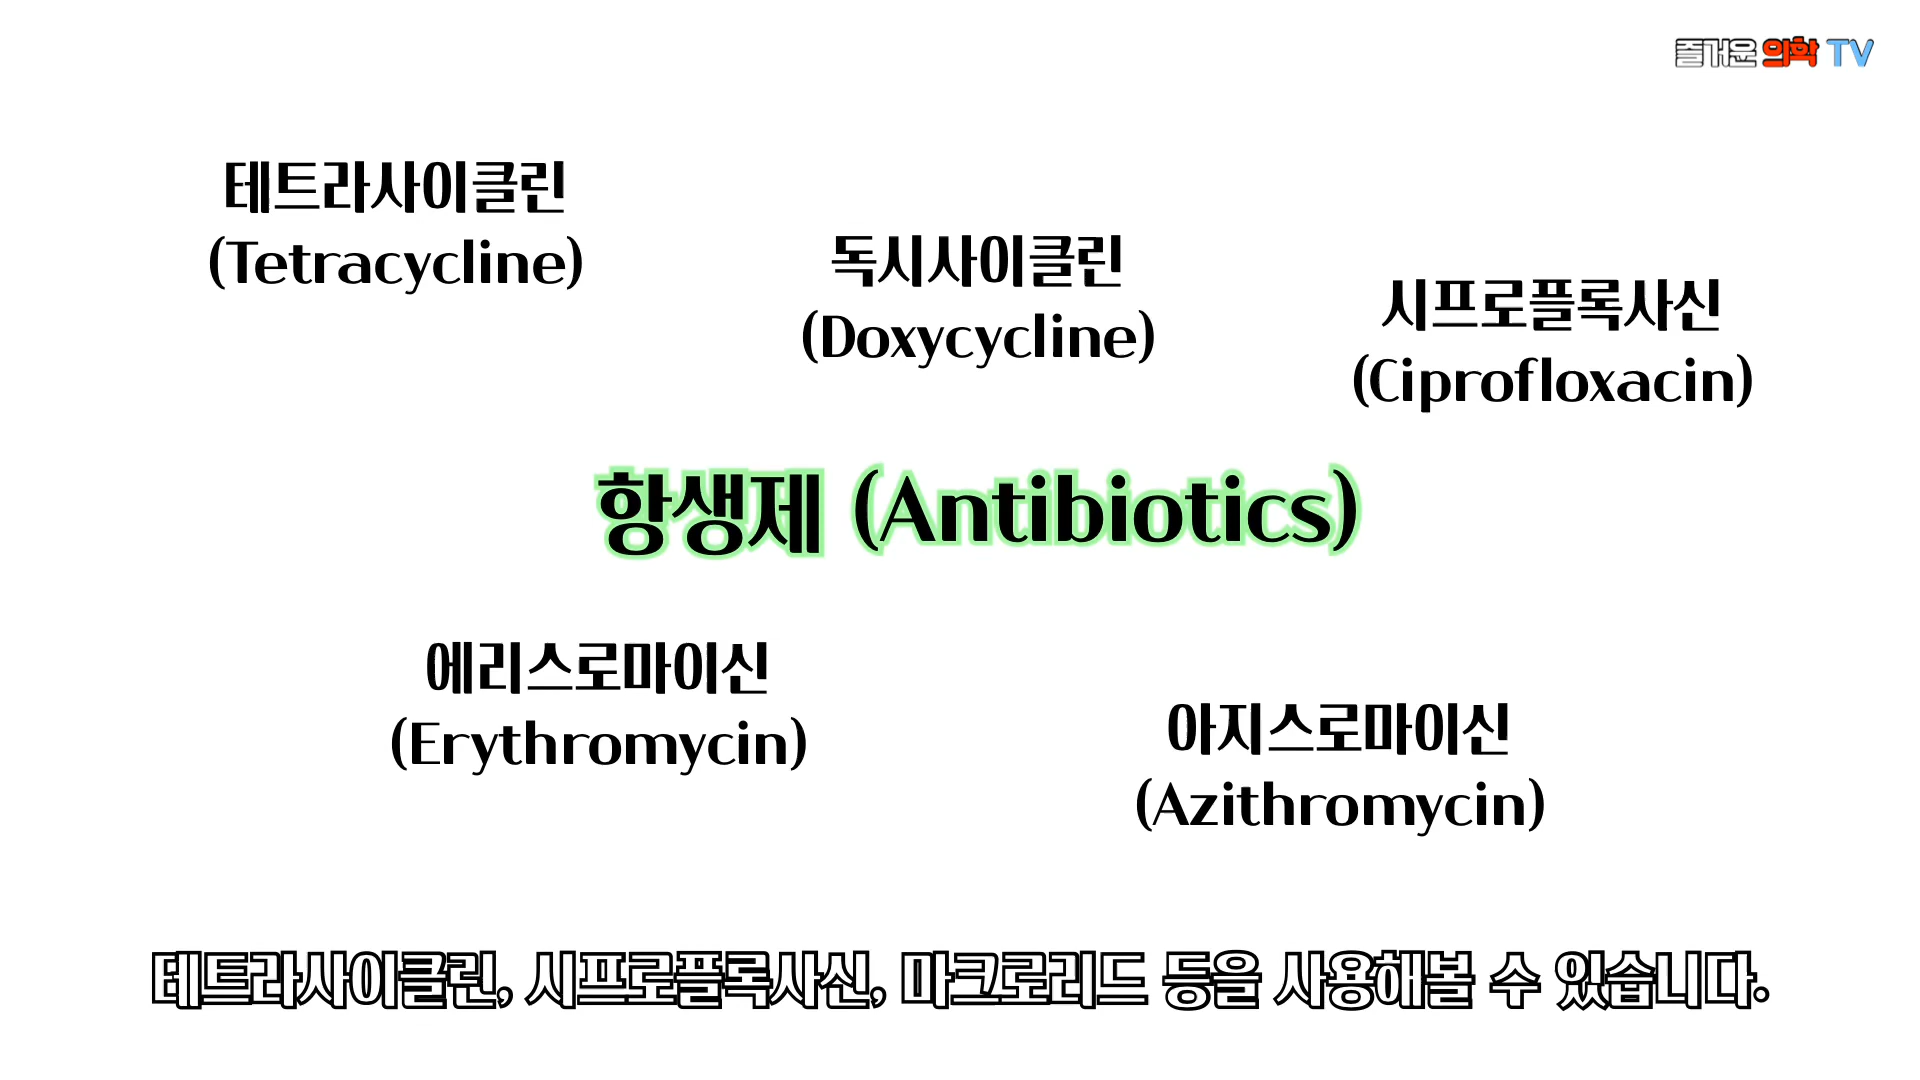 즐거운 의학 TV
테트라사이클린
(Tetracycline)
독시사이클린
(Doxycycline)
시프로플록사신
(Ciprofloxacin)
항생제 (Antibiotics)
에리스로마이신
(Erythromycin)
아지스로마이신
(Azithromycin)
테트라사이클린, 시프로플록사신, 마크로리드 등을 사용해볼 수 있습니다.